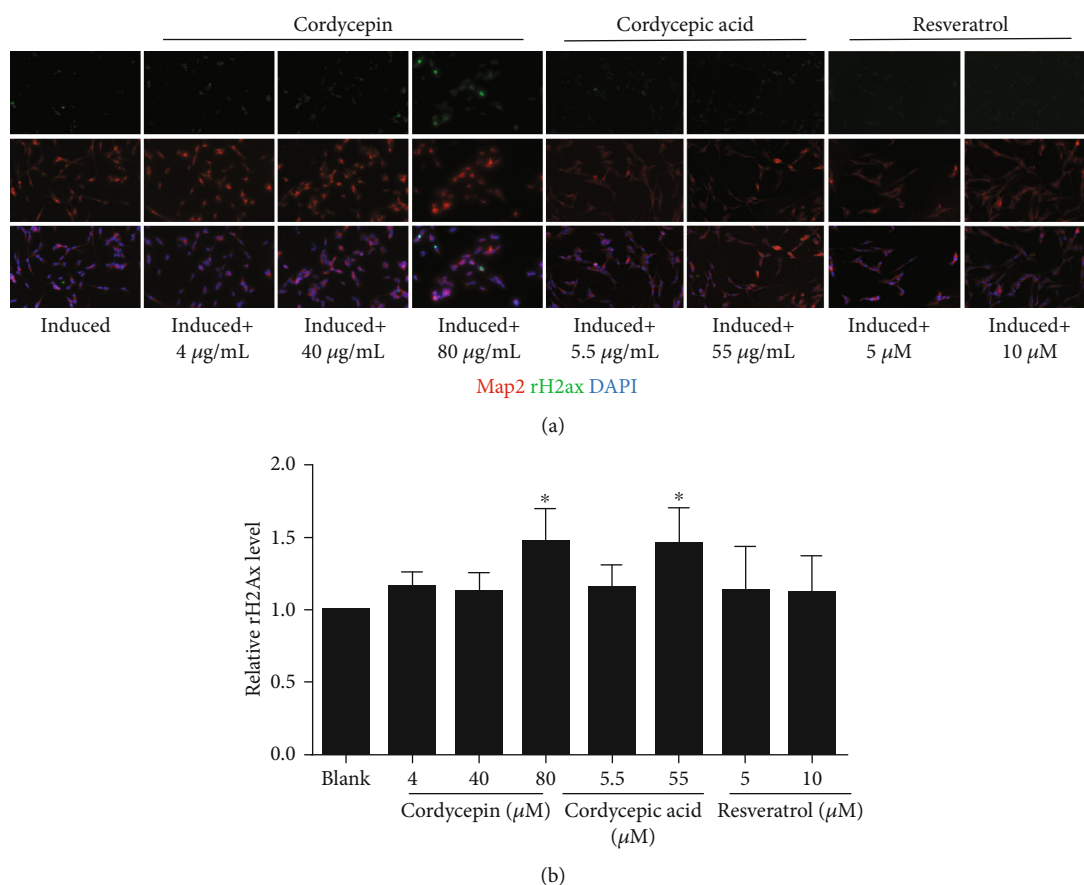 Cordycepin Cordycepic acid Resveratrol
Induced Induced+ Induced+ Induced+ Induced+ Induced+ Induced+ Induced+
4 μg/mL 40 μg/mL 80 μg/mL 5.5 μg/mL 55 μg/mL 5 μM 10 μM
Map2 rH2ax DAPI
(a)
2.0
1.5
1.0
0.5
0.0
Relative rH2Ax level
* *
Blank 4 40 80 5.5 55 5 10
Cordycepin (μM) Cordycepic acid Resveratrol (μM)
(μM)
(b)